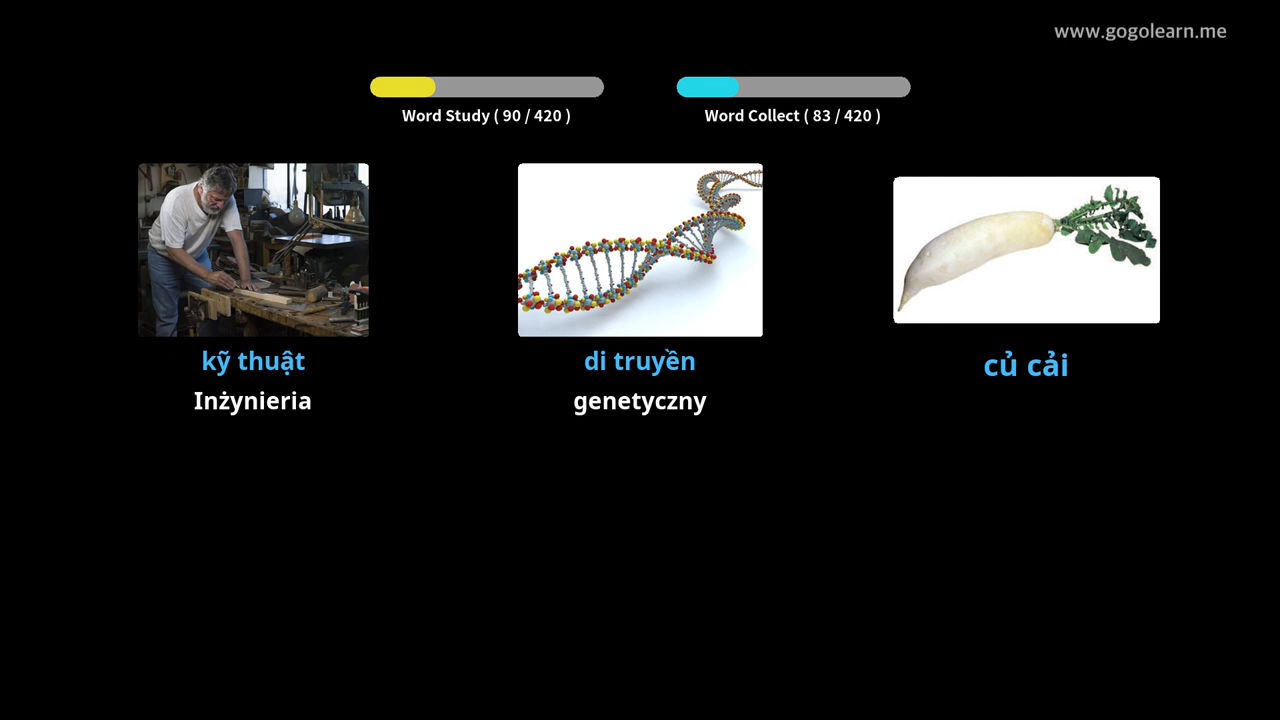 www.gogolearn.me
Word Study ( 90 / 420 )
Word Collect ( 83 / 420 )
kỹ thuật
Inżynieria
di truyền
genetyczny
củ cải